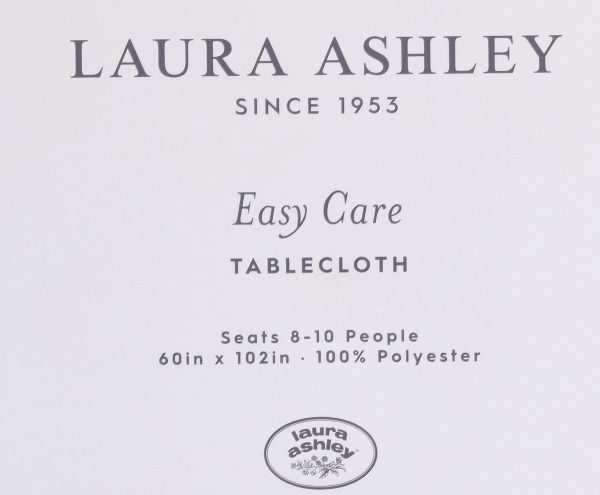 LAURA ASHLEY
SINCE 1953
Easy Care
TABLECLOTH
Seats 8-10 People
60in x 102in · 100% Polyester
laura
ashley